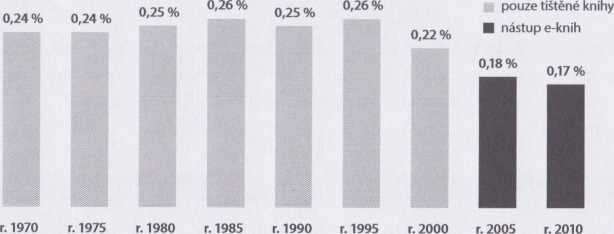 0,24 % 0,24 % 0,25 % 0,26 % 0,25 % 0,26 % 0,22 % 0,18 % 0,17 %
pouze tištěné knihy
nástup e-knih
r. 1970 r. 1975 r. 1980 r. 1985 r. 1990 r. 1995 r. 2000 r. 2005 r. 2010